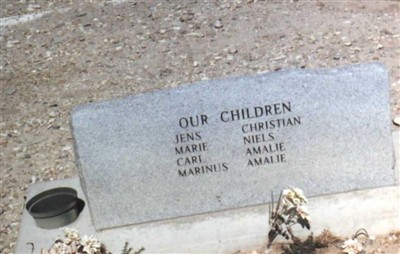 OUR CHILDREN
JENS CHRISTIAN
MARIE NIELS
CARL AMALIE
MARINUS AMALIE